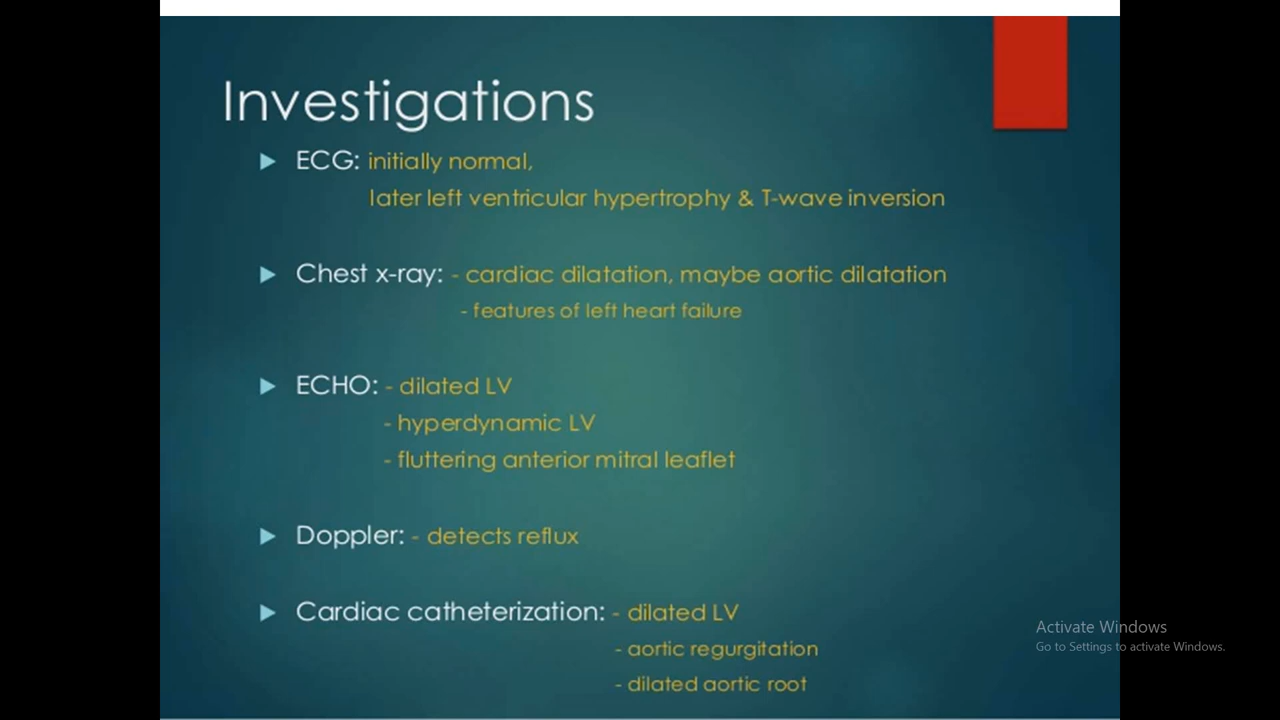 Investigations
ECG: initially normal,
later left ventricular hypertrophy & T-wave inversion
Chest x-ray: - cardiac dilatation, maybe aortic dilatation
- features of left heart failure
ECHO: - dilated LV
- hyperdynamic LV
- fluttering anterior mitral leaflet
Doppler: - detects reflux
Cardiac catheterization: - dilated LV
- aortic regurgitation
- dilated aortic root
Activate Windows
Go to Settings to activate Windows.